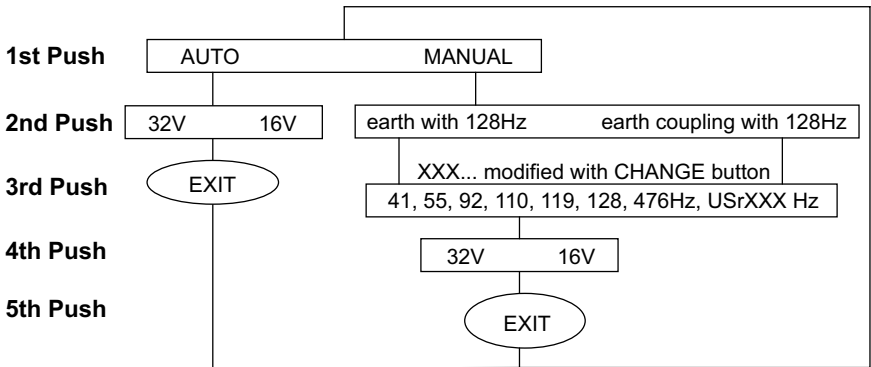 1st Push AUTO MANUAL
2nd Push 32V 16V earth with 128Hz earth coupling with 128Hz
XXX... modified with CHANGE button
3rd Push EXIT 41, 55, 92, 110, 119, 128, 476Hz, USrXXX Hz
4th Push 32V 16V
5th Push EXIT